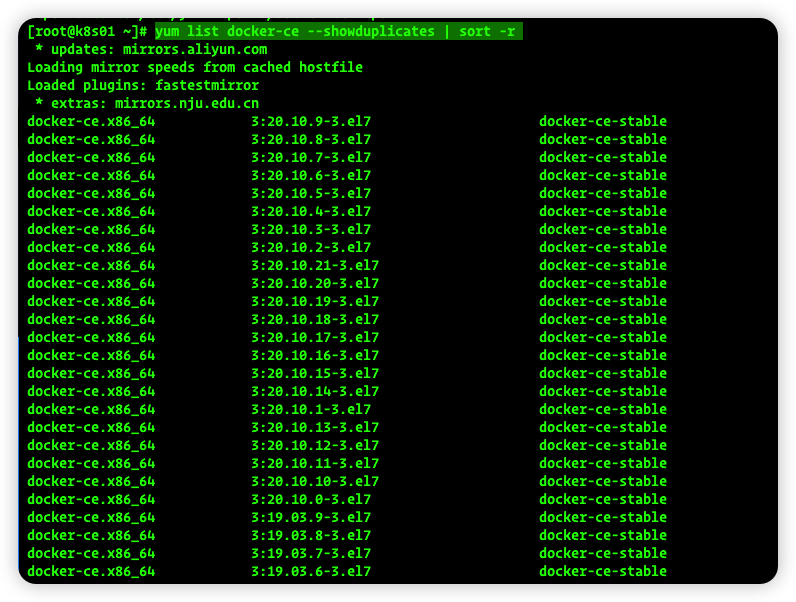 [root@k8s01 ~]# yum list docker-ce --showduplicates | sort -r
 * updates: mirrors.aliyun.com
Loading mirror speeds from cached hostfile
Loaded plugins: fastestmirror
 * extras: mirrors.nju.edu.cn
docker-ce.x86_64            3:20.10.9-3.el7                     docker-ce-stable
docker-ce.x86_64            3:20.10.8-3.el7                     docker-ce-stable
docker-ce.x86_64            3:20.10.7-3.el7                     docker-ce-stable
docker-ce.x86_64            3:20.10.6-3.el7                     docker-ce-stable
docker-ce.x86_64            3:20.10.5-3.el7                     docker-ce-stable
docker-ce.x86_64            3:20.10.4-3.el7                     docker-ce-stable
docker-ce.x86_64            3:20.10.3-3.el7                     docker-ce-stable
docker-ce.x86_64            3:20.10.2-3.el7                     docker-ce-stable
docker-ce.x86_64            3:20.10.21-3.el7                    docker-ce-stable
docker-ce.x86_64            3:20.10.20-3.el7                    docker-ce-stable
docker-ce.x86_64            3:20.10.19-3.el7                    docker-ce-stable
docker-ce.x86_64            3:20.10.18-3.el7                    docker-ce-stable
docker-ce.x86_64            3:20.10.17-3.el7                    docker-ce-stable
docker-ce.x86_64            3:20.10.16-3.el7                    docker-ce-stable
docker-ce.x86_64            3:20.10.15-3.el7                    docker-ce-stable
docker-ce.x86_64            3:20.10.14-3.el7                    docker-ce-stable
docker-ce.x86_64            3:20.10.1-3.el7                     docker-ce-stable
docker-ce.x86_64            3:20.10.13-3.el7                    docker-ce-stable
docker-ce.x86_64            3:20.10.12-3.el7                    docker-ce-stable
docker-ce.x86_64            3:20.10.11-3.el7                    docker-ce-stable
docker-ce.x86_64            3:20.10.10-3.el7                    docker-ce-stable
docker-ce.x86_64            3:20.10.0-3.el7                     docker-ce-stable
docker-ce.x86_64            3:19.03.9-3.el7                     docker-ce-stable
docker-ce.x86_64            3:19.03.8-3.el7                     docker-ce-stable
docker-ce.x86_64            3:19.03.7-3.el7                     docker-ce-stable
docker-ce.x86_64            3:19.03.6-3.el7                     docker-ce-stable